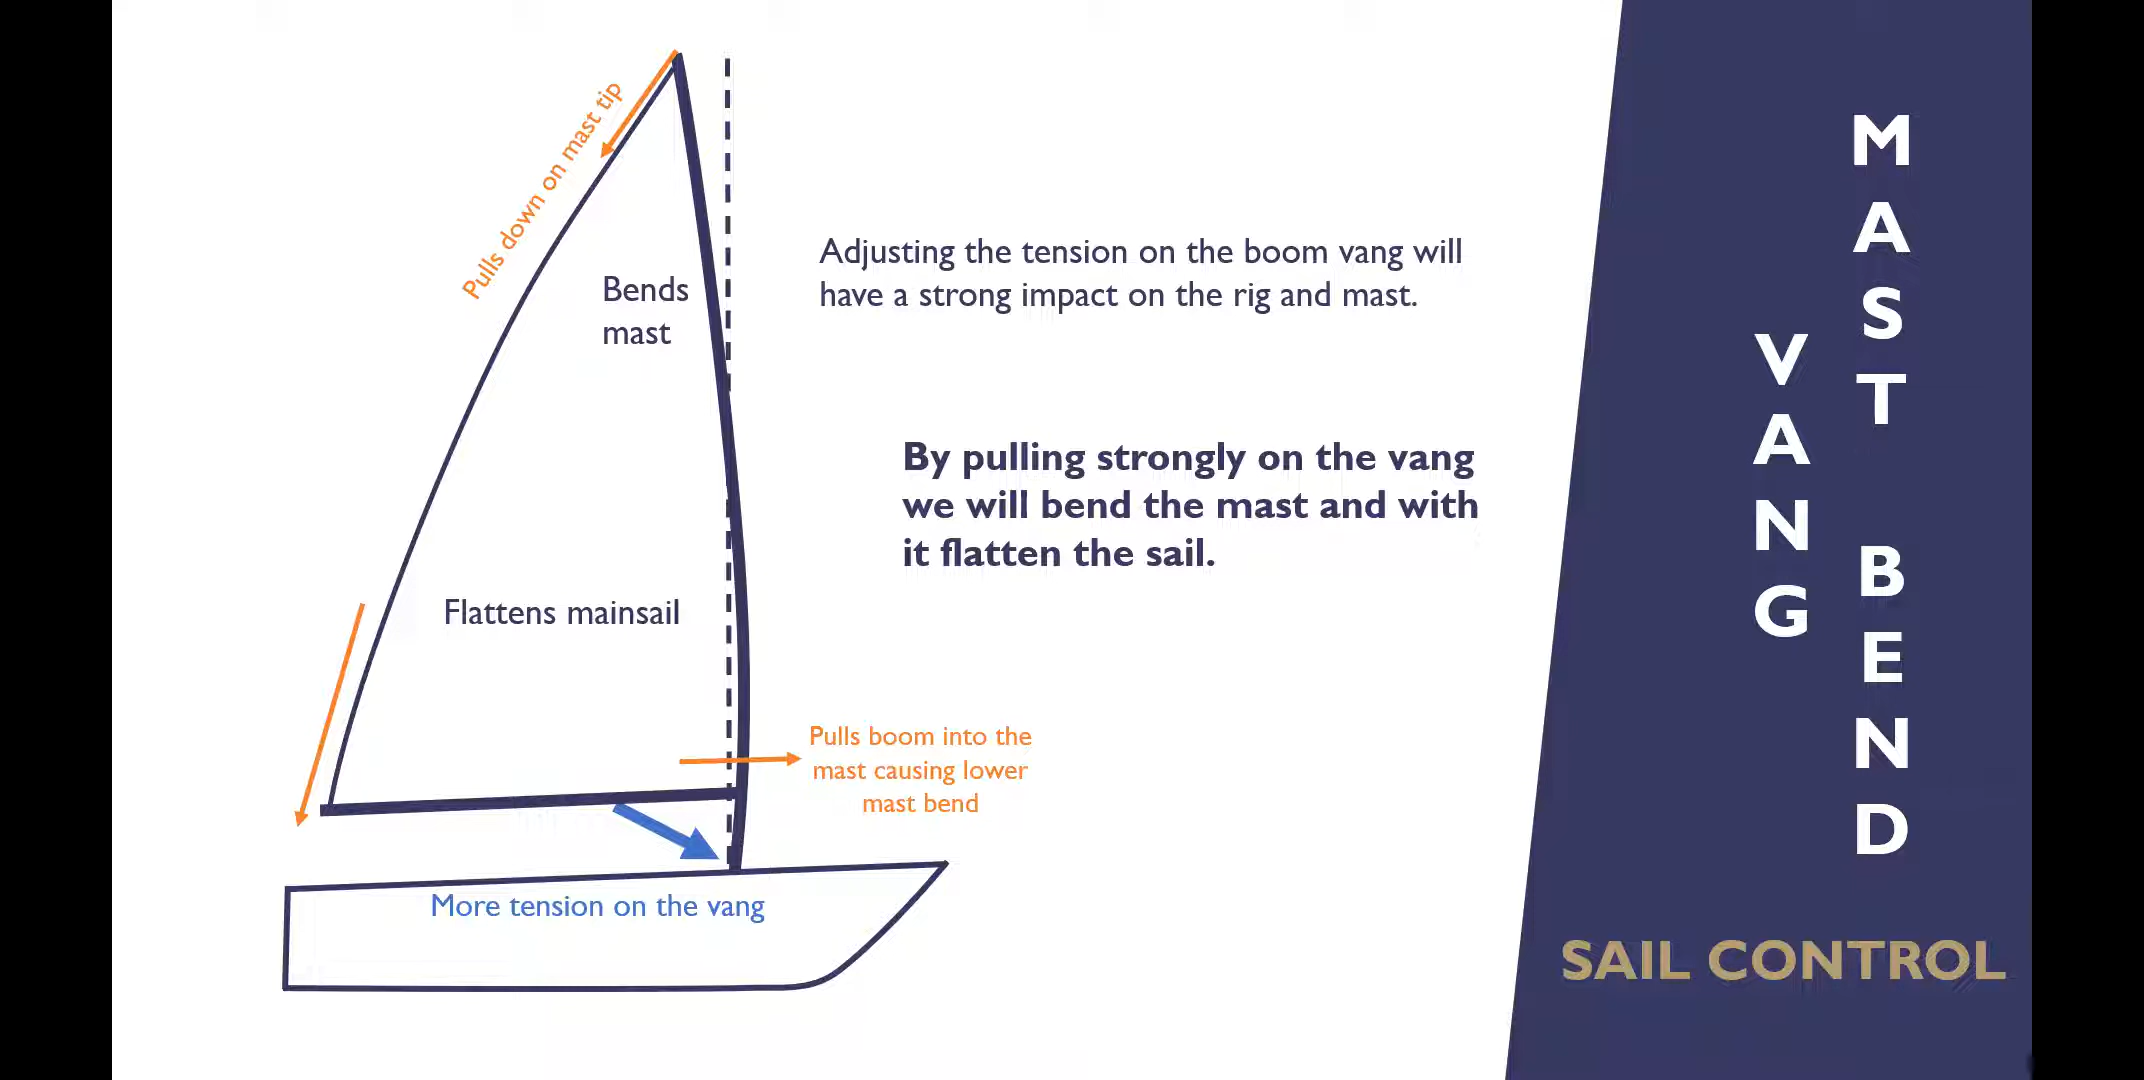 Pulls down on mast tip
Bends
mast
Adjusting the tension on the boom vang will
have a strong impact on the rig and mast.
By pulling strongly on the vang
we will bend the mast and with
it flatten the sail.
Flattens mainsail
Pulls boom into the
mast causing lower
mast bend
More tension on the vang
VANG
MAST BEND
SAIL CONTROL